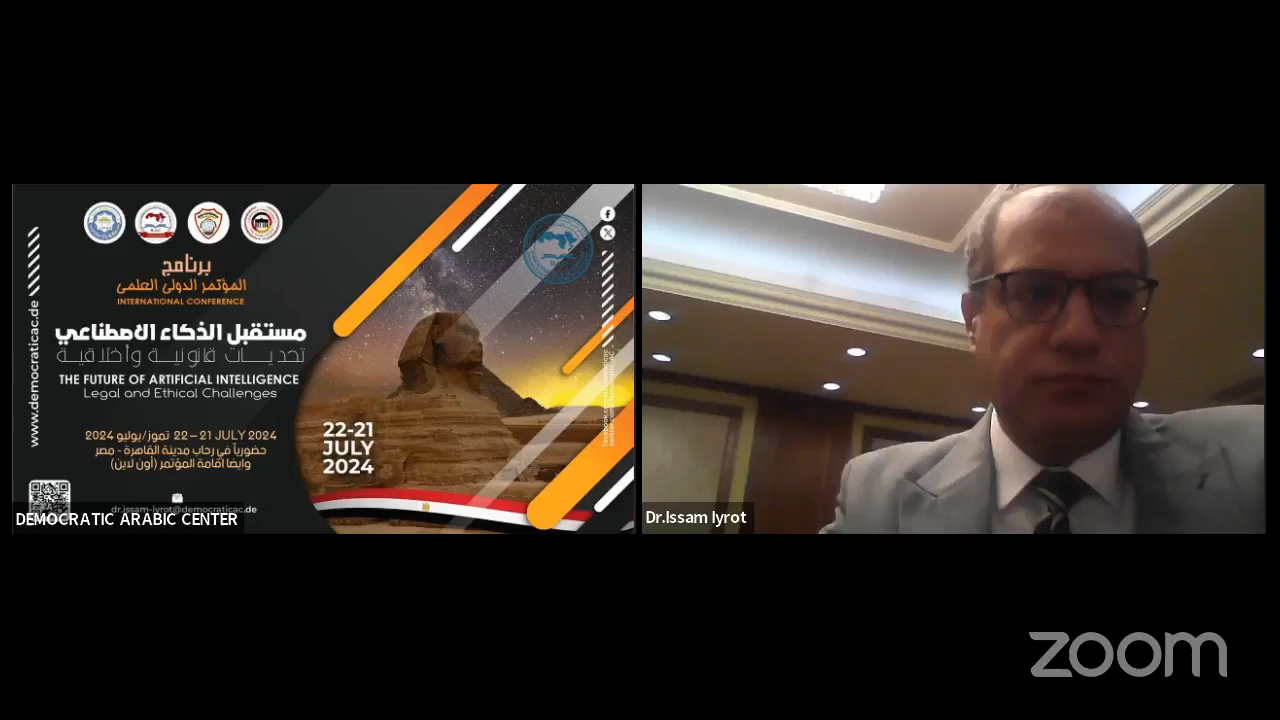 www.democraticac.de
برنامج
المؤتمر الدولي العلمي
INTERNATIONAL CONFERENCE
مستقبل الذكاء الاصطناعي
تحديات قانونية وأخلاقية
THE FUTURE OF ARTIFICIAL INTELLIGENCE
Legal and Ethical Challenges
21 – 22 تموز/يوليو 2024 JULY 2024
حضورياً في رحاب مدينة القاهرة - مصر
وايضا اقامة المؤتمر (أون لاين)
dr.issam-iyrot@democraticac.de
22-21
JULY
2024
DEMOCRATIC ARABIC CENTER
Dr.Issam Iyrot
zoom